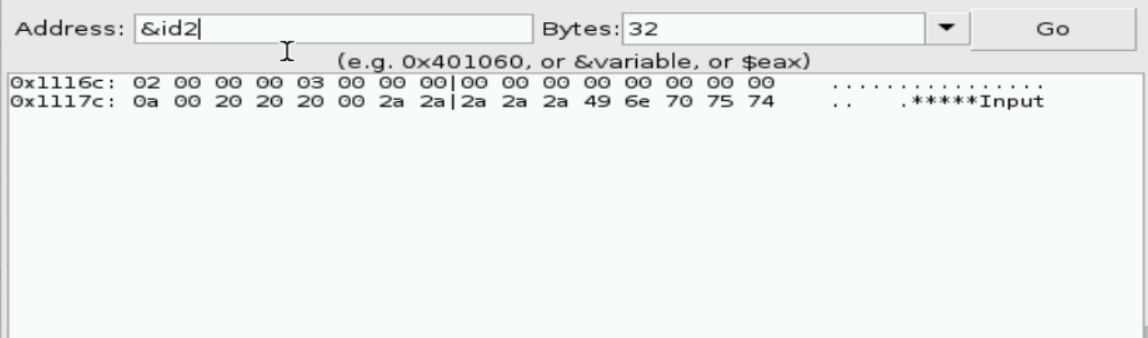 Address: &id2 Bytes: 32 Go
(e.g. 0x401060, or &variable, or $eax)
0x1116c: 02 00 00 00 03 00 00 00|00 00 00 00 00 00 00 00 ................
0x1117c: 0a 00 20 20 20 00 2a 2a|2a 2a 2a 49 6e 70 75 74 ..   .*****Input